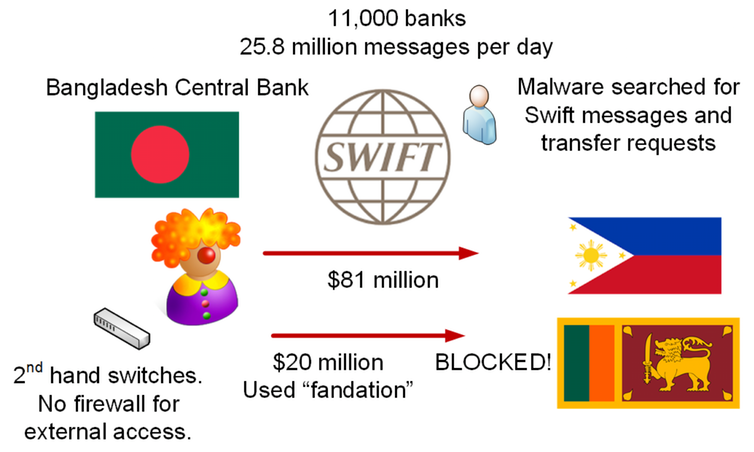 11,000 banks
25.8 million messages per day
Bangladesh Central Bank
SWIFT
Malware searched for
Swift messages and
transfer requests
$81 million
2nd hand switches.
No firewall for
external access.
$20 million
Used “fandation”
BLOCKED!